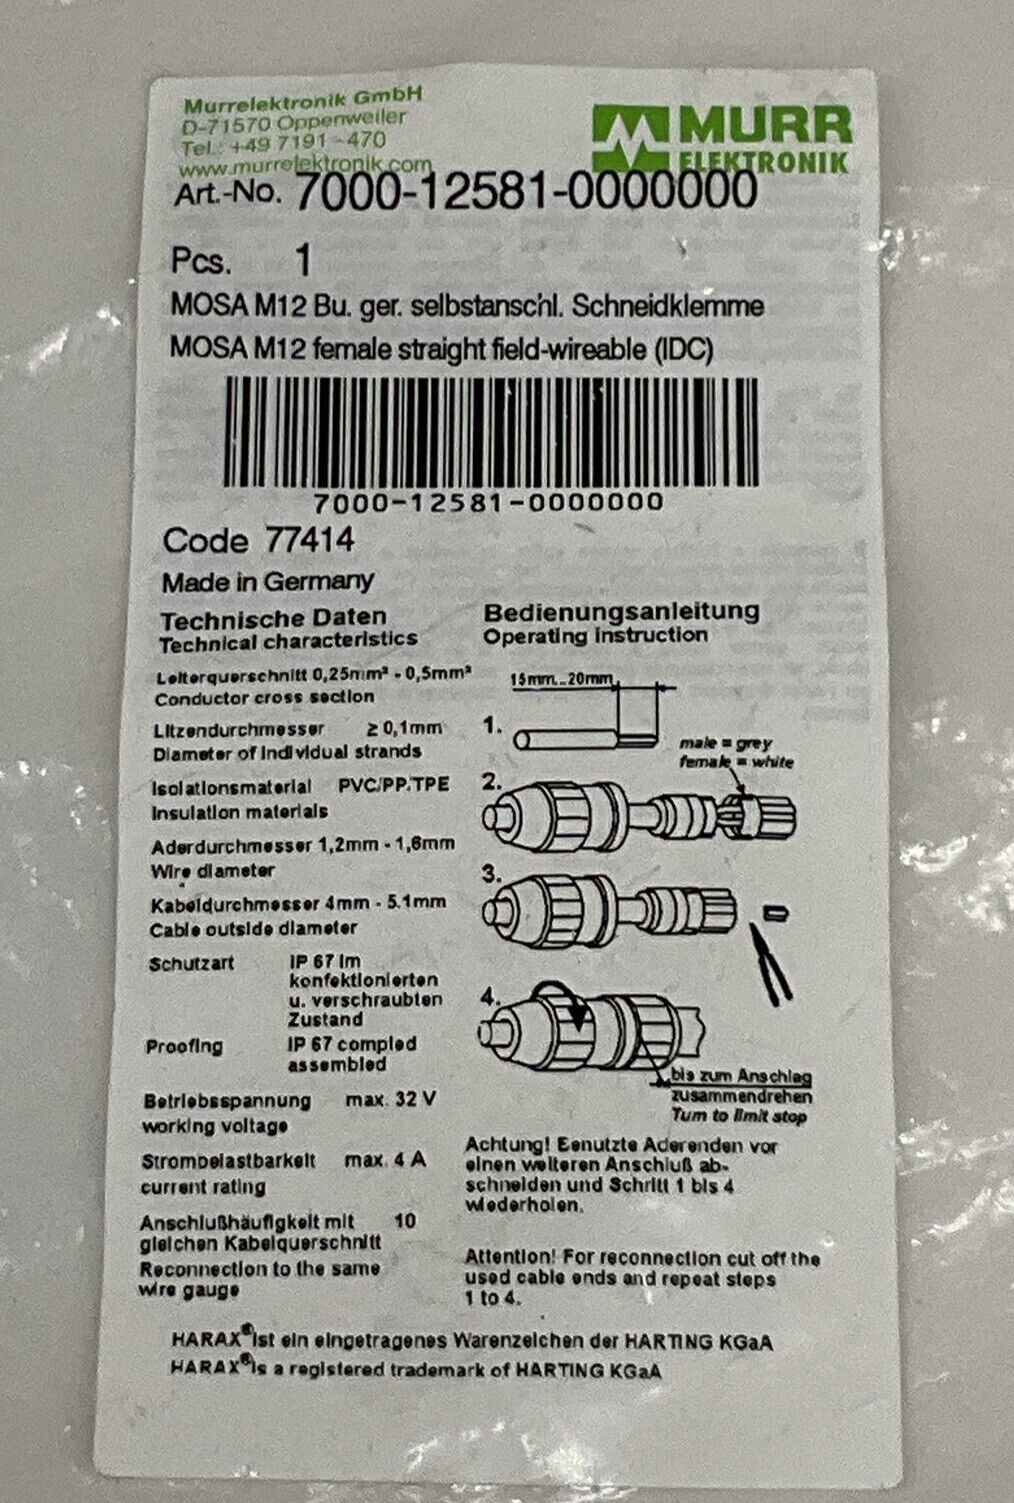 Murrelektronik GmbH
D-71570 Oppenweiler
Tel.: +49 7191-470
www.murrelektronik.com
MURR
ELEKTRONIK
Art.-No. 7000-12581-0000000
Pcs. 1
MOSA M12 Bu. ger. selbstanschl. Schneidklemme
MOSA M12 female straight field-wireable (IDC)
7000-12581-0000000
Code 77414
Made in Germany
Technische Daten
Technical characteristics
Leiterquerschnitt 0,25mm² - 0,5mm²
Conductor cross section
Litzendurchmesser ≥ 0,1mm
Diameter of individual strands
Isolationsmaterial PVC/PP/TPE
Insulation materials
Aderdurchmesser 1,2mm - 1,6mm
Wire diameter
Kabeldurchmesser 4mm - 5.1mm
Cable outside diameter
Schutzart IP 67 im
konfektionierten
u. verschraubten
Zustand
Proofing IP 67 compled
assembled
Betriebsspannung max. 32 V
working voltage
Strombelastbarkeit max. 4 A
current rating
Anschlußhäufigkeit mit 10
gleichen Kabelquerschnitt
Reconnection to the same
wire gauge
Bedienungsanleitung
Operating instruction
15mm...20mm
1.
male = grey
female = white
2.
3.
4.
bis zum Anschlag
zusammendrehen
Turn to limit stop
Achtung! Benutzte Aderenden vor
einen weiteren Anschluß ab-
schneiden und Schritt 1 bis 4
wiederholen.
Attention! For reconnection cut off the
used cable ends and repeat steps
1 to 4.
HARAX® ist ein eingetragenes Warenzeichen der HARTING KGaA
HARAX® is a registered trademark of HARTING KGaA